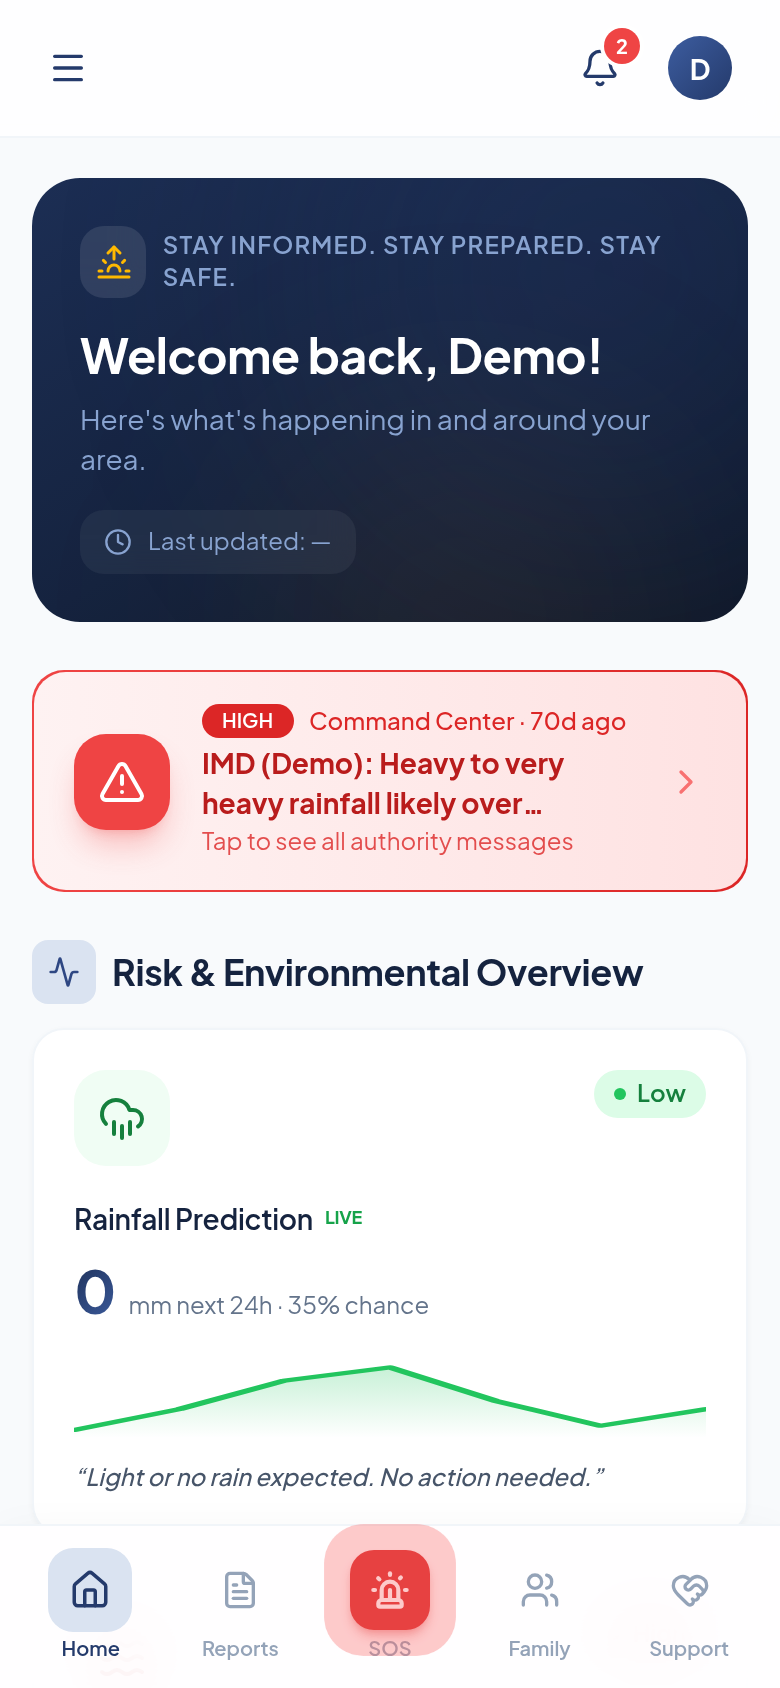 2
D
STAY INFORMED. STAY PREPARED. STAY
SAFE.
Welcome back, Demo!
Here's what's happening in and around your
area.
Last updated: —
HIGH Command Center · 70d ago
IMD (Demo): Heavy to very
heavy rainfall likely over…
Tap to see all authority messages
Risk & Environmental Overview
Low
Rainfall Prediction LIVE
0 mm next 24h · 35% chance
“Light or no rain expected. No action needed.”
Home Reports SOS Family Support